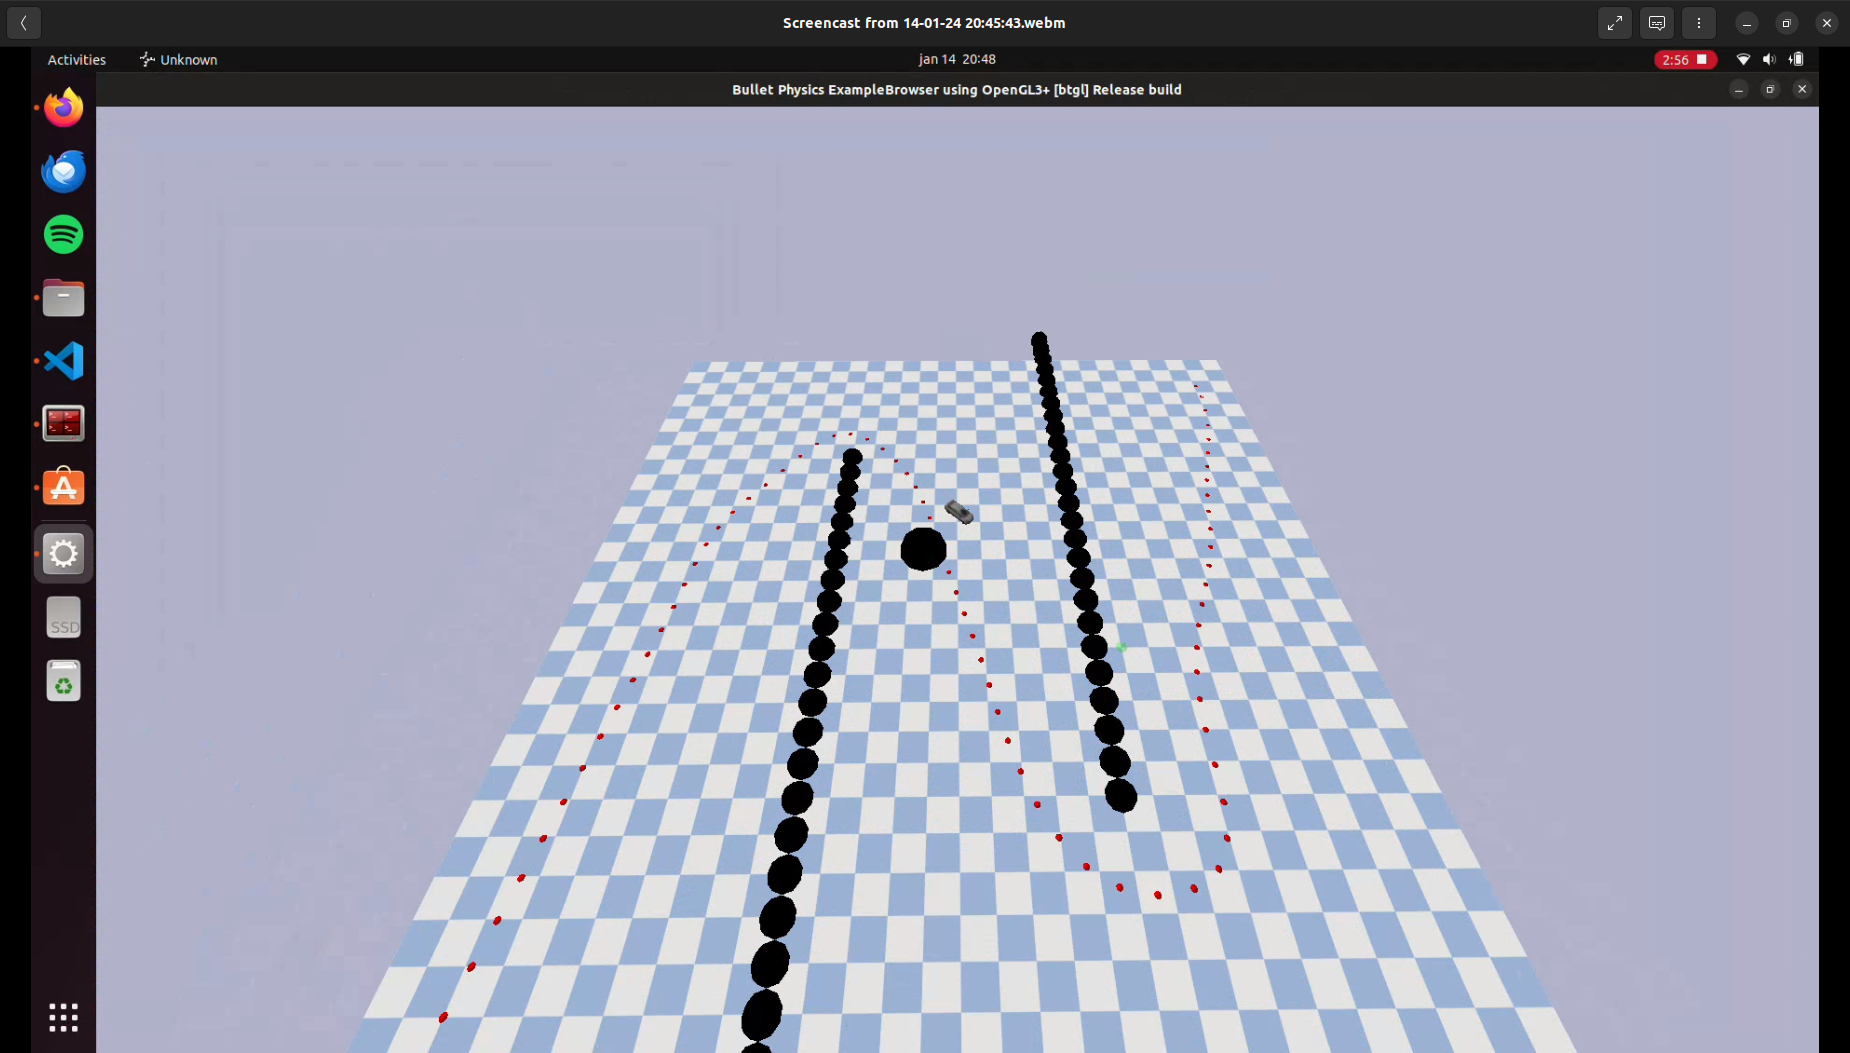 Screencast from 14-01-24 20:45:43.webm
Activities
Unknown
jan 14 20:48
2:56
Bullet Physics ExampleBrowser using OpenGL3+ [btgl] Release build
SSD